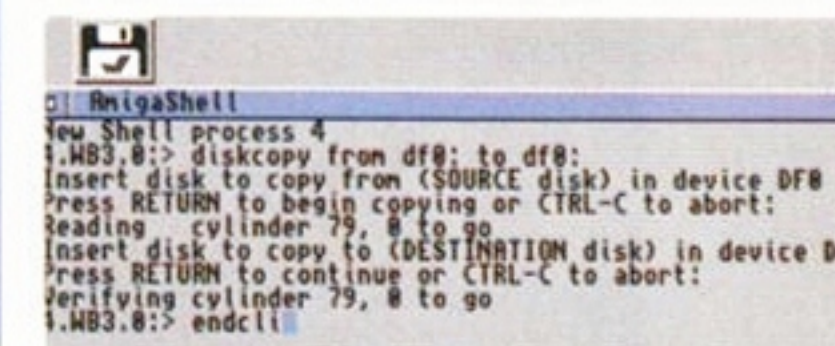 AmigaShell
New Shell process 4
4.WB3.0:> diskcopy from df0: to df0:
Insert disk to copy from (SOURCE disk) in device DF0
Press RETURN to begin copying or CTRL-C to abort:
Reading cylinder 79, 0 to go
Insert disk to copy to (DESTINATION disk) in device D
Press RETURN to continue or CTRL-C to abort:
Verifying cylinder 79, 0 to go
4.WB3.0:> endcli